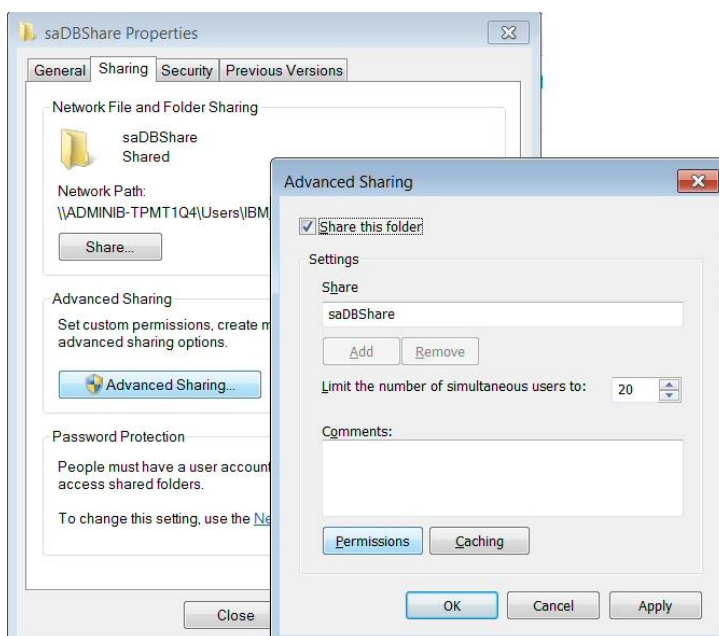 saDBShare Properties
General Sharing Security Previous Versions
Network File and Folder Sharing
saDBShare
Shared
Network Path:
\\ADMINIB-TPMT1Q4\Users\IBM_
Share...
Advanced Sharing
Set custom permissions, create
advanced sharing options.
Advanced Sharing...
Password Protection
People must have a user account
access shared folders.
To change this setting, use the
Close
Advanced Sharing
Share this folder
Settings
Share
saDBShare
Add Remove
Limit the number of simultaneous users to: 20
Comments:
Permissions Caching
OK Cancel Apply